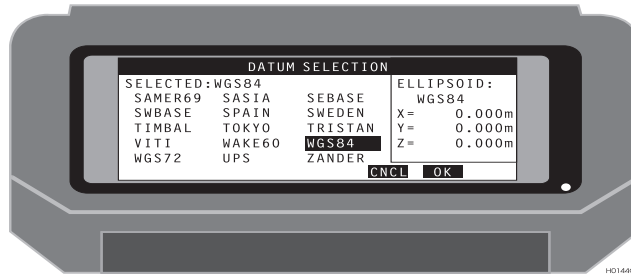 DATUM SELECTION
SELECTED:WGS84
SAMER69 SASIA SEBASE
SWBASE SPAIN SWEDEN
TIMBAL TOKYO TRISTAN
VITI WAKE60 WGS84
WGS72 UPS ZANDER
ELLIPSOID:
WGS84
X= 0.000m
Y= 0.000m
Z= 0.000m
CNCL OK